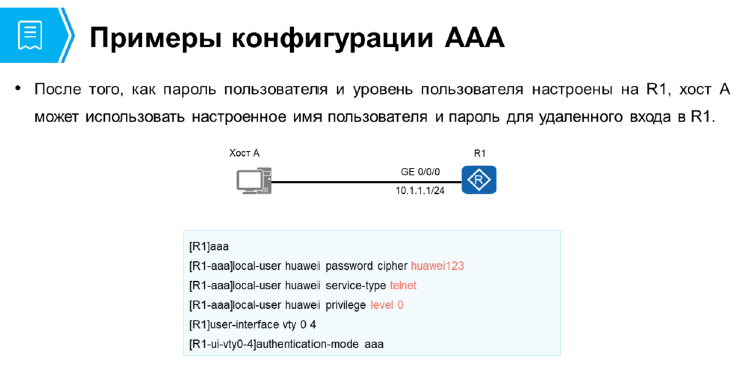 Примеры конфигурации AAA
• После того, как пароль пользователя и уровень пользователя настроены на R1, хост A
может использовать настроенное имя пользователя и пароль для удаленного входа в R1.
Хост A
R1
GE 0/0/0
R
10.1.1.1/24
[R1]aaa
[R1-aaa]local-user huawei password cipher huawei123
[R1-aaa]local-user huawei service-type telnet
[R1-aaa]local-user huawei privilege level 0
[R1]user-interface vty 0 4
[R1-ui-vty0-4]authentication-mode aaa